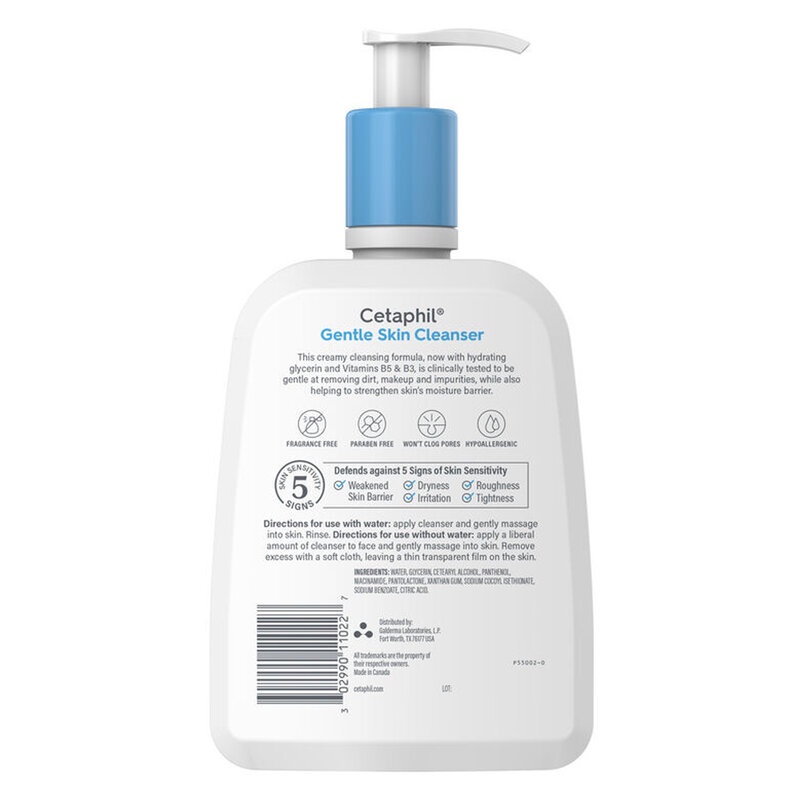 Cetaphil®
Gentle Skin Cleanser
This creamy cleansing formula, now with hydrating
glycerin and Vitamins B5 & B3, is clinically tested to be
gentle at removing dirt, makeup and impurities, while also
helping to strengthen skin's moisture barrier.
FRAGRANCE FREE PARABEN FREE WON'T CLOG PORES HYPOALLERGENIC
SKIN SENSITIVITY
5
SIGNS
Defends against 5 Signs of Skin Sensitivity
Weakened Skin Barrier
Dryness
Roughness
Irritation
Tightness
Directions for use with water: apply cleanser and gently massage
into skin. Rinse. Directions for use without water: apply a liberal
amount of cleanser to face and gently massage into skin. Remove
excess with a soft cloth, leaving a thin transparent film on the skin.
INGREDIENTS: WATER, GLYCERIN, CETEARYL ALCOHOL, PANTHENOL,
NIACINAMIDE, PANTOLACTONE, XANTHAN GUM, SODIUM COCOYL ISETHIONATE,
SODIUM BENZOATE, CITRIC ACID.
3 02990 11022 7
Distributed by:
Galderma Laboratories, L.P.
Fort Worth, TX 76177 USA
All trademarks are the property of
their respective owners.
Made in Canada
P53002-0
cetaphil.com LOT: